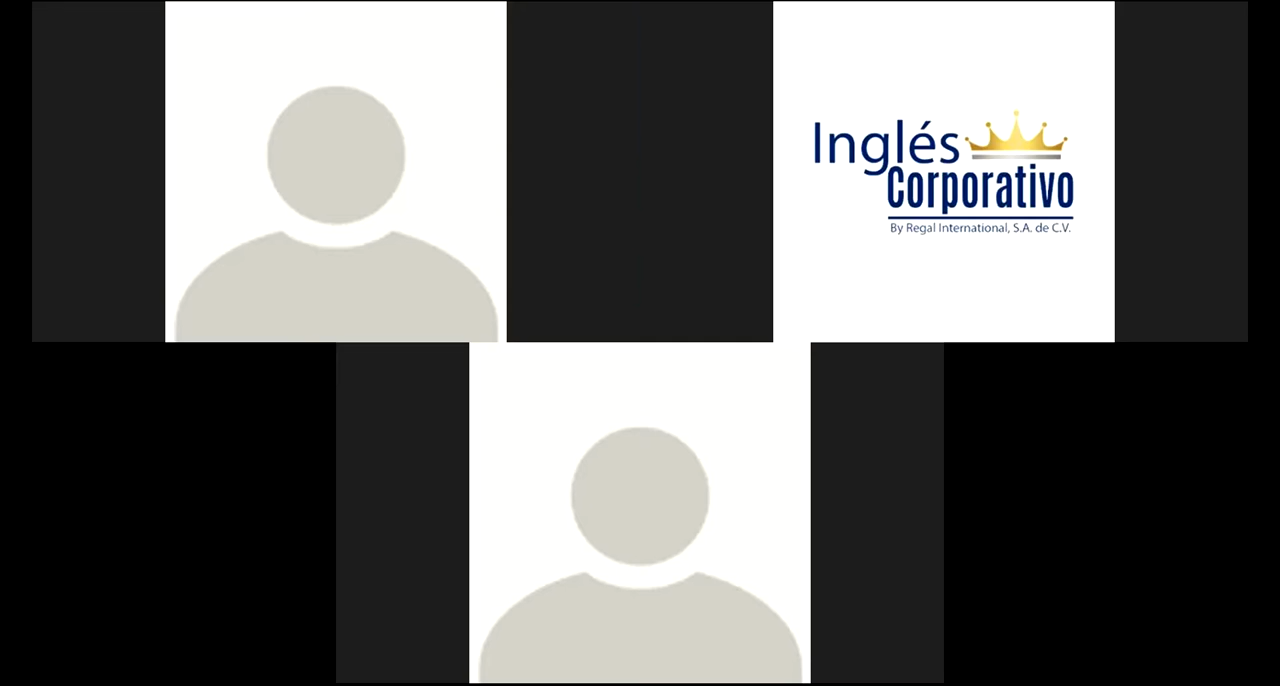 Inglés
Corporativo
By Regal International, S.A. de C.V.